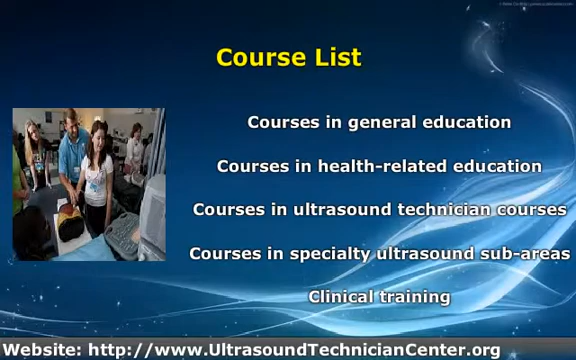 Course List
Courses in general education
Courses in health-related education
Courses in ultrasound technician courses
Courses in specialty ultrasound sub-areas
Clinical training
Website: http://www.UltrasoundTechnicianCenter.org